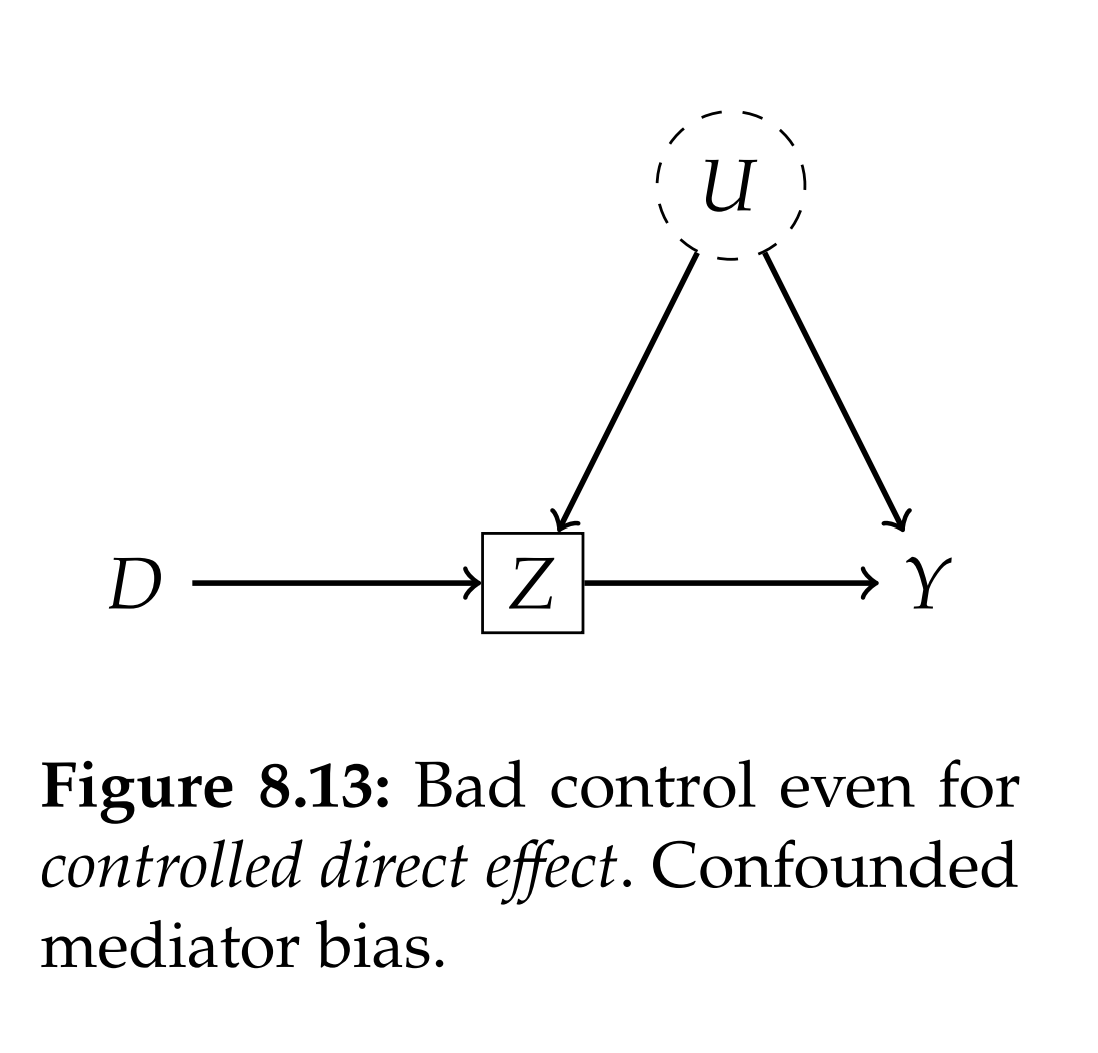 U
D Z Y
Figure 8.13: Bad control even for
controlled direct effect. Confounded
mediator bias.